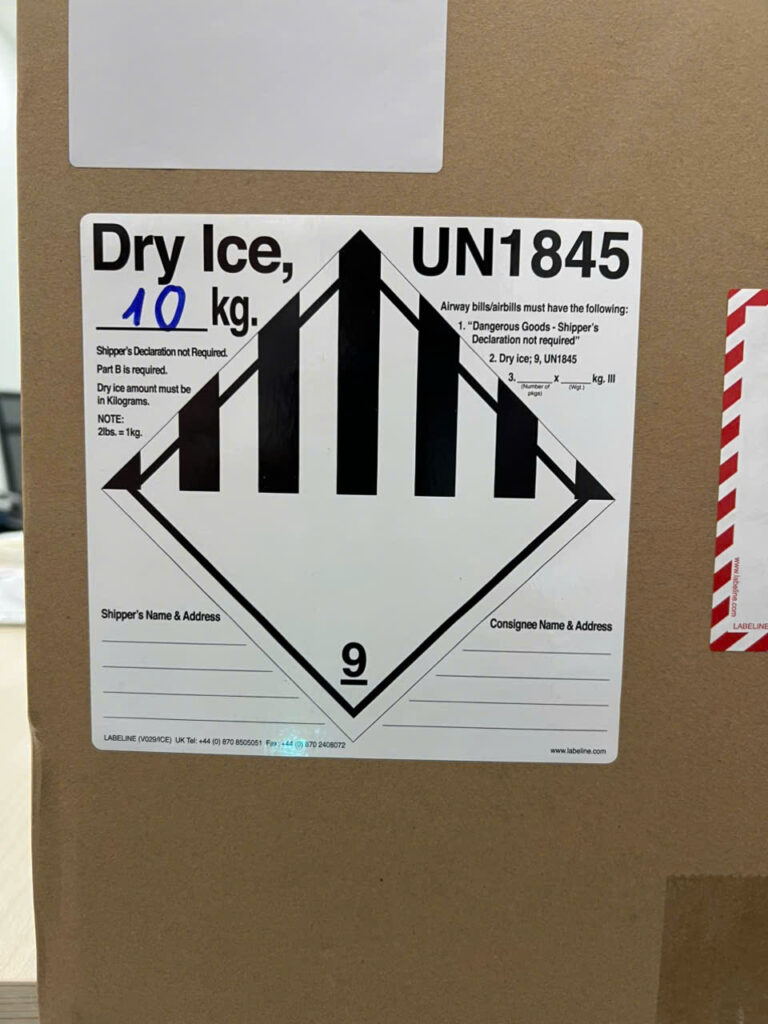 Dry Ice,
10 kg.
Shipper's Declaration not Required.
Part B is required.
Dry ice amount must be
in Kilograms.
NOTE:
2lbs. = 1kg.
UN1845
Airway bills/airbills must have the following:
1. "Dangerous Goods - Shipper's
Declaration not required"
2. Dry ice; 9, UN1845
3. ______ x ______ kg. III
(Number of (Wgt.)
pkgs)
Shipper's Name & Address
Consignee Name & Address
9
LABELINE (V029/ICE) UK Tel: +44 (0) 870 8505051 Fax: +44 (0) 870 2408072
www.labeline.com
www.labeline.com
LABELINE